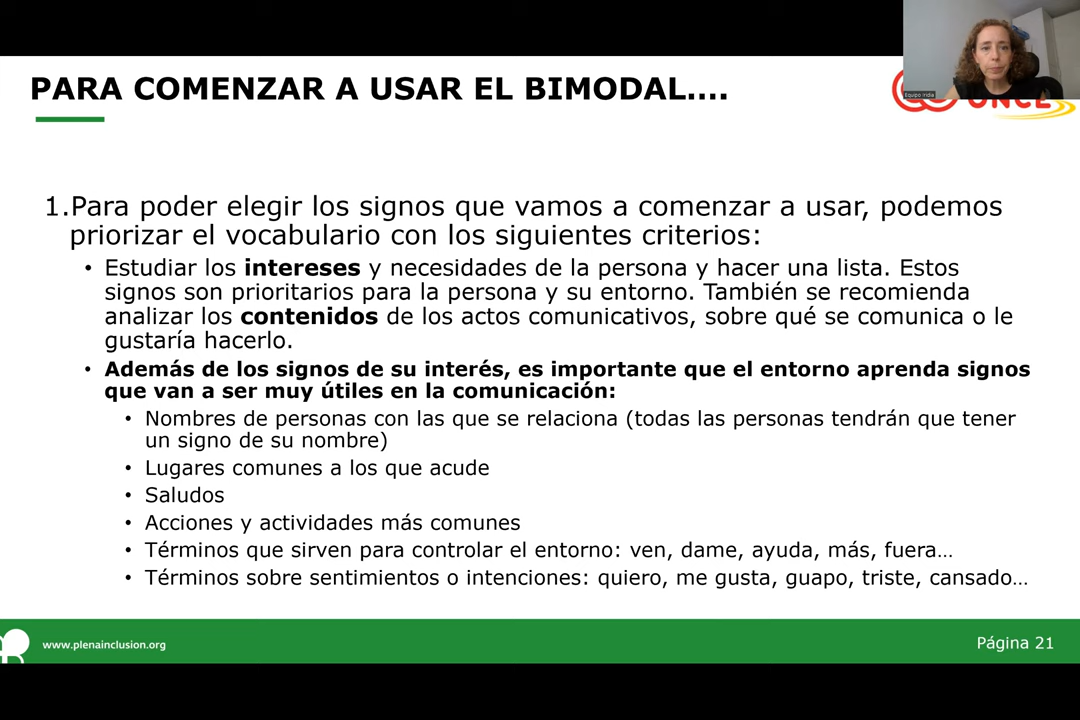 PARA COMENZAR A USAR EL BIMODAL....
Equipo Iridia
ONCE
1.Para poder elegir los signos que vamos a comenzar a usar, podemos
priorizar el vocabulario con los siguientes criterios:
• Estudiar los intereses y necesidades de la persona y hacer una lista. Estos
signos son prioritarios para la persona y su entorno. También se recomienda
analizar los contenidos de los actos comunicativos, sobre qué se comunica o le
gustaría hacerlo.
• Además de los signos de su interés, es importante que el entorno aprenda signos
que van a ser muy útiles en la comunicación:
• Nombres de personas con las que se relaciona (todas las personas tendrán que tener
un signo de su nombre)
• Lugares comunes a los que acude
• Saludos
• Acciones y actividades más comunes
• Términos que sirven para controlar el entorno: ven, dame, ayuda, más, fuera…
• Términos sobre sentimientos o intenciones: quiero, me gusta, guapo, triste, cansado…
www.plenainclusion.org
Página 21